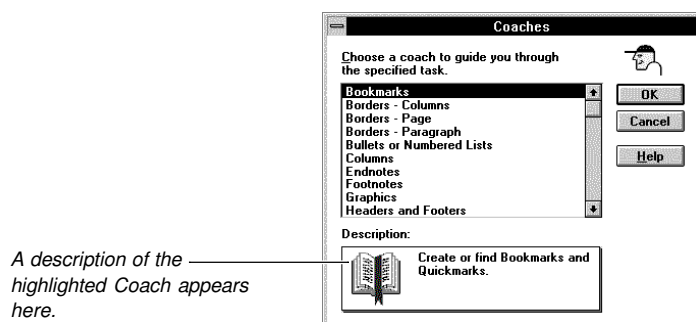 Coaches
Choose a coach to guide you through
the specified task.
Bookmarks
Borders - Columns
Borders - Page
Borders - Paragraph
Bullets or Numbered Lists
Columns
Endnotes
Footnotes
Graphics
Headers and Footers
OK
Cancel
Help
Description:
Create or find Bookmarks and
Quickmarks.
A description of the
highlighted Coach appears
here.